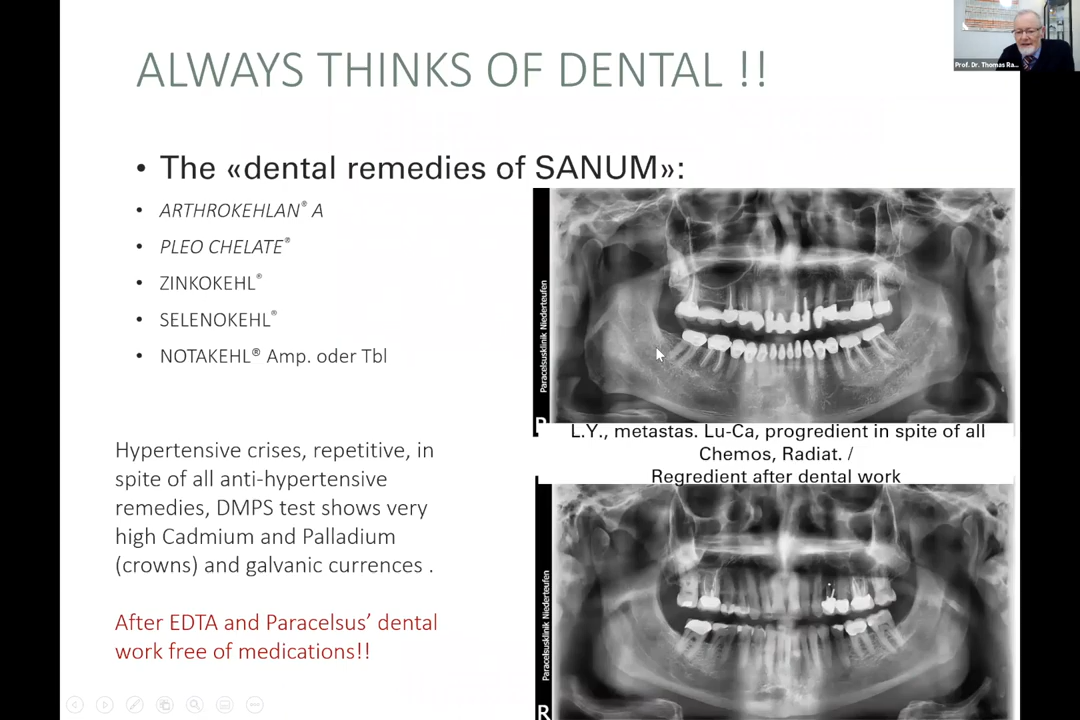 Prof. Dr. Thomas Ra...
ALWAYS THINKS OF DENTAL !!
• The «dental remedies of SANUM»:
• ARTHROKEHLAN® A
• PLEO CHELATE®
• ZINKOKEHL®
• SELENOKEHL®
• NOTAKEHL® Amp. oder Tbl
Hypertensive crises, repetitive, in
spite of all anti-hypertensive
remedies, DMPS test shows very
high Cadmium and Palladium
(crowns) and galvanic currences .
After EDTA and Paracelsus’ dental
work free of medications!!
Paracelsusklinik Niederteufen
L.Y., metastas. Lu-Ca, progredient in spite of all
Chemos, Radiat. /
Regredient after dental work
Paracelsusklinik Niederteufen
R